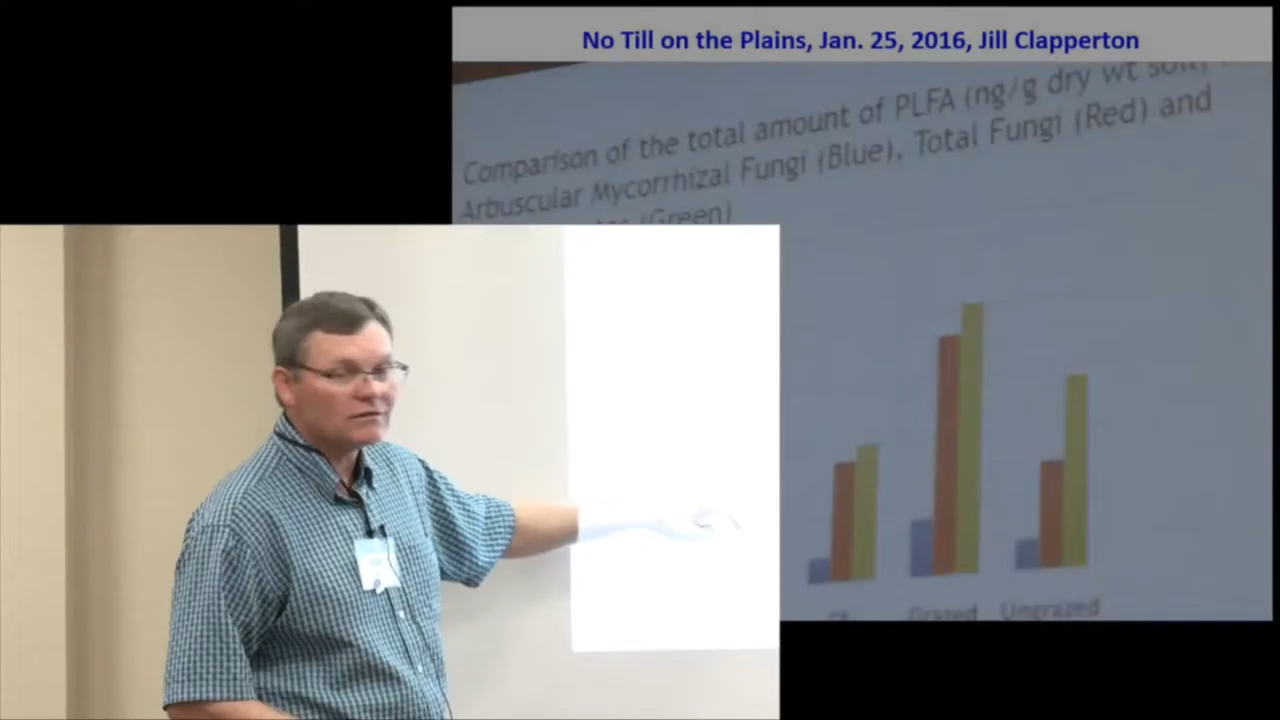 No Till on the Plains, Jan. 25, 2016, Jill Clapperton
Comparison of the total amount of PLFA (ng/g dry wt soil)
Arbuscular Mycorrhizal Fungi (Blue), Total Fungi (Red) and
(Green)
Grazed Ungrazed